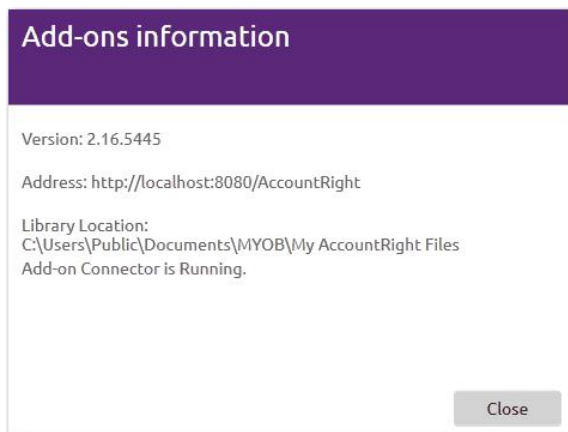 Add-ons information
Version: 2.16.5445
Address: http://localhost:8080/AccountRight
Library Location:
C:\Users\Public\Documents\MYOB\My AccountRight Files
Add-on Connector is Running.
Close